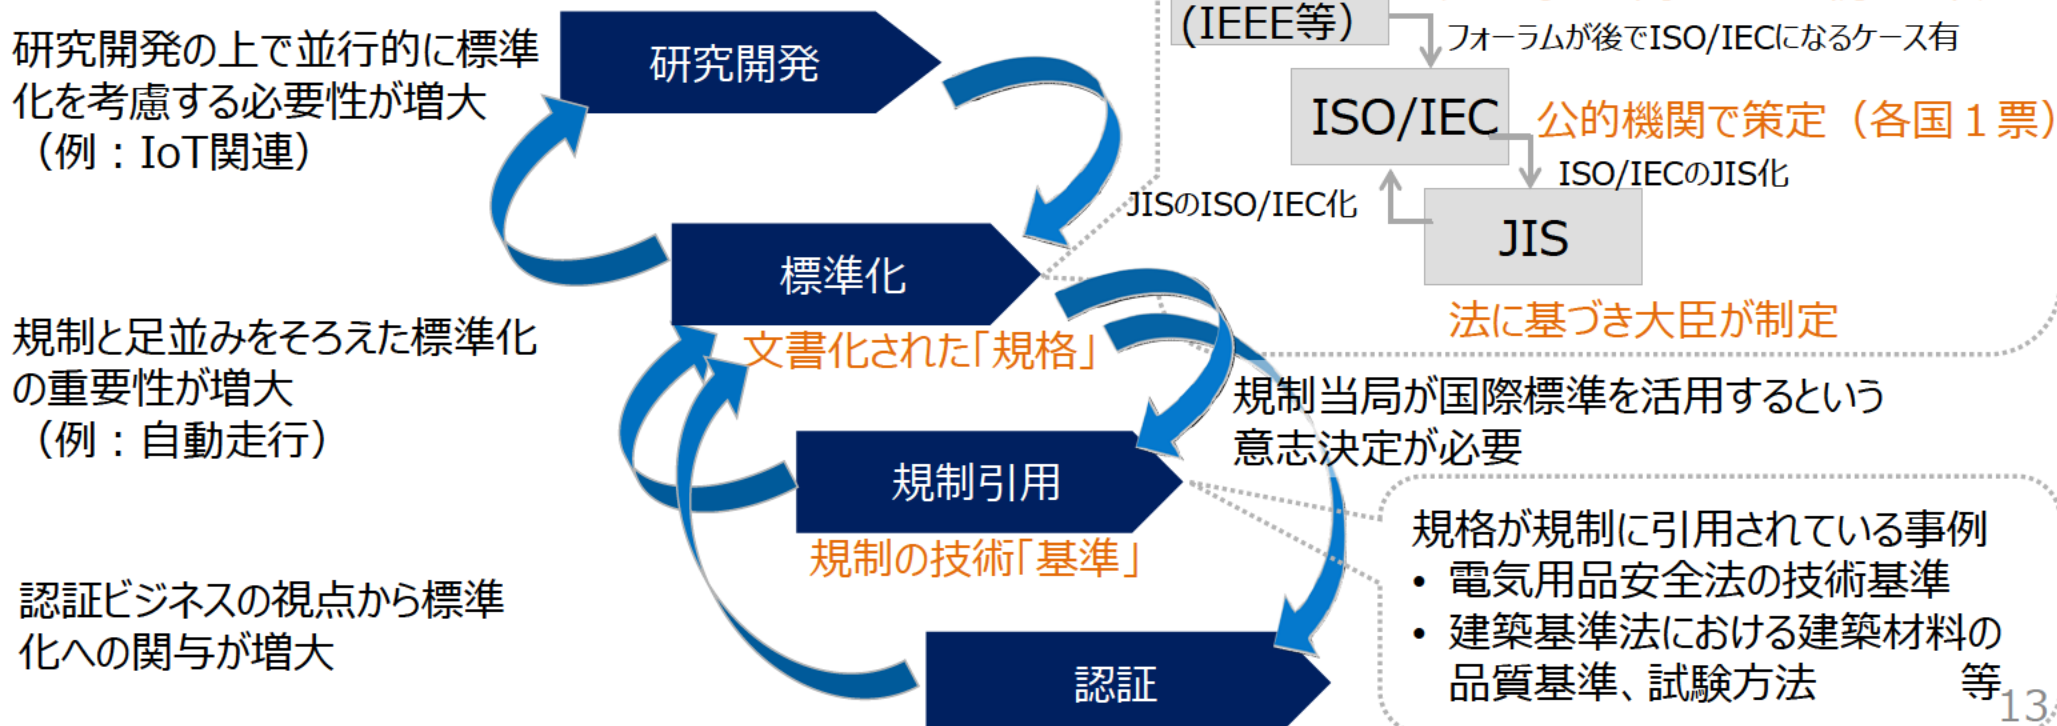 研究開発の上で並行的に標準
化を考慮する必要性が増大
（例：IoT関連）
研究開発
(IEEE等）
フォーラムが後でISO/IECになるケース有
ISO/IEC
公的機関で策定（各国１票）
ISO/IECのJIS化
JISのISO/IEC化
JIS
法に基づき大臣が制定
標準化
文書化された「規格」
規制と足並みをそろえた標準化
の重要性が増大
（例：自動走行）
規制当局が国際標準を活用するという
意志決定が必要
規制引用
規制の技術「基準」
規格が規制に引用されている事例
• 電気用品安全法の技術基準
• 建築基準法における建築材料の
品質基準、試験方法　　　等
認証ビジネスの視点から標準
化への関与が増大
認証
13